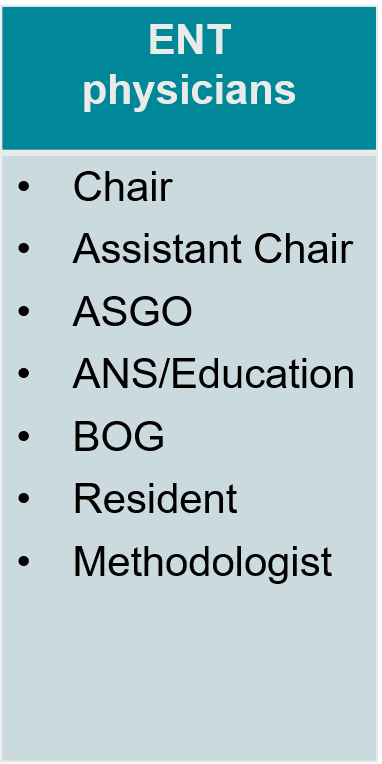 ENT
physicians
• Chair
• Assistant Chair
• ASGO
• ANS/Education
• BOG
• Resident
• Methodologist